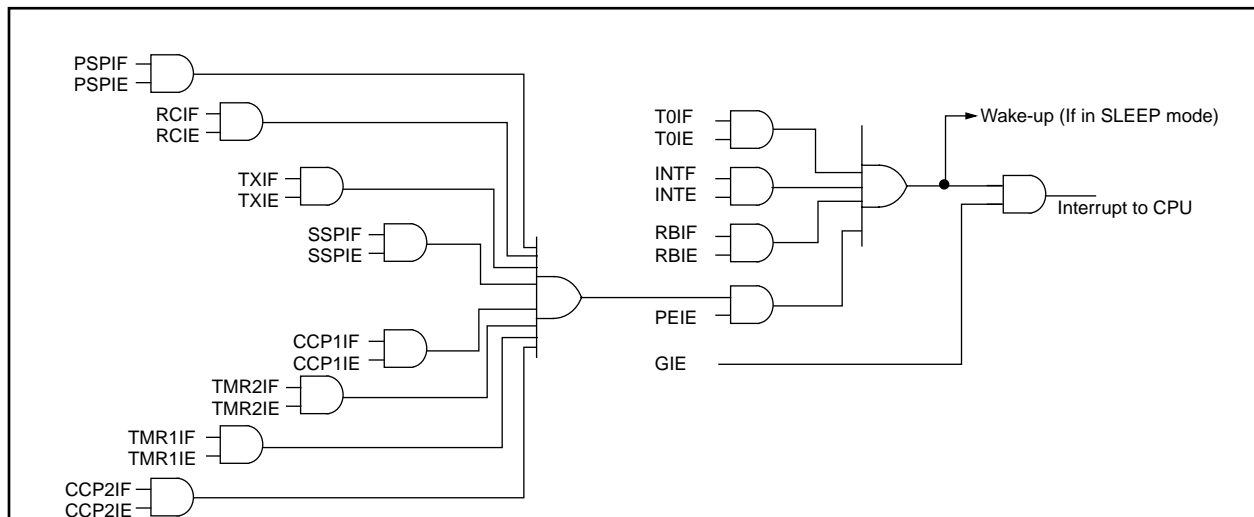 PSPIF
PSPIE
RCIF
RCIE
TXIF
TXIE
SSPIF
SSPIE
CCP1IF
CCP1IE
TMR2IF
TMR2IE
TMR1IF
TMR1IE
CCP2IF
CCP2IE
T0IF
T0IE
INTF
INTE
RBIF
RBIE
PEIE
GIE
Wake-up (If in SLEEP mode)
Interrupt to CPU